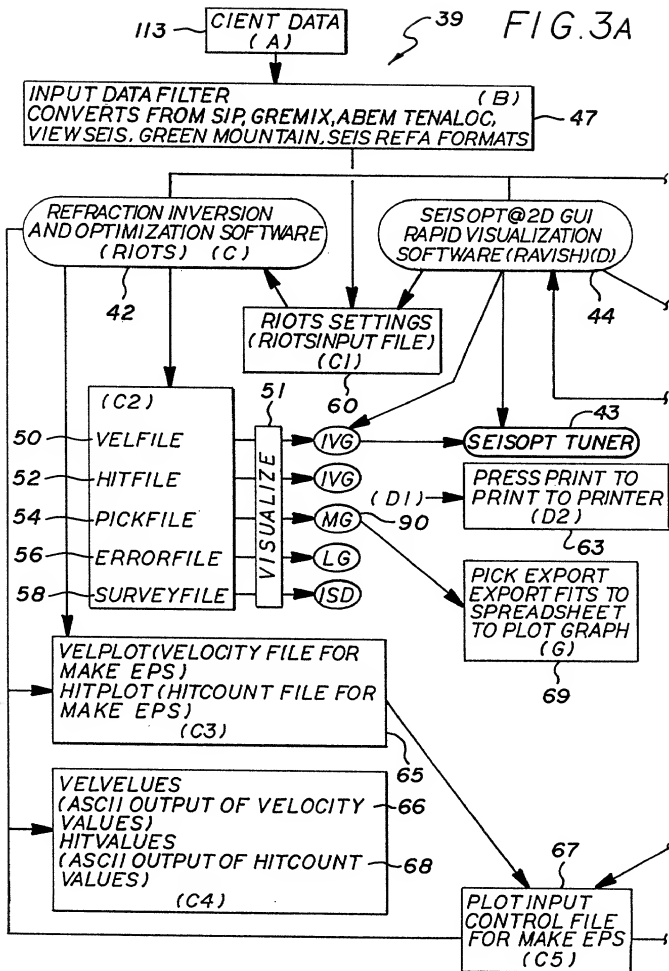 FIG.3A
113
CIENT DATA
(A)
39
INPUT DATA FILTER (B)
CONVERTS FROM SIP, GREMIX, ABEM TENALOC,
VIEWSEIS, GREEN MOUNTAIN, SEIS REFA FORMATS
47
REFRACTION INVERSION
AND OPTIMIZATION SOFTWARE
(RIOTS) (C)
42
SEISOPT@2D GUI
RAPID VISUALIZATION
SOFTWARE (RAVISH)(D)
44
RIOTS SETTINGS
(RIOTSINPUT FILE)
(C1)
60
(C2)
50 VELFILE
52 HITFILE
54 PICKFILE
56 ERRORFILE
58 SURVEYFILE
51
VISUALIZE
IVG
IVG
MG
90
LG
ISD
43
SEISOPT TUNER
(D1)
PRESS PRINT TO
PRINT TO PRINTER
(D2)
63
PICK EXPORT
EXPORT FITS TO
SPREADSHEET
TO PLOT GRAPH
(G)
69
VELPLOT (VELOCITY FILE FOR
MAKE EPS)
HITPLOT (HITCOUNT FILE FOR
MAKE EPS)
(C3)
65
VELVELUES
(ASCII OUTPUT OF VELOCITY
VALUES)
66
HITVALUES
(ASCII OUTPUT OF HITCOUNT
VALUES)
68
(C4)
67
PLOT INPUT
CONTROL FILE
FOR MAKE EPS
(C5)